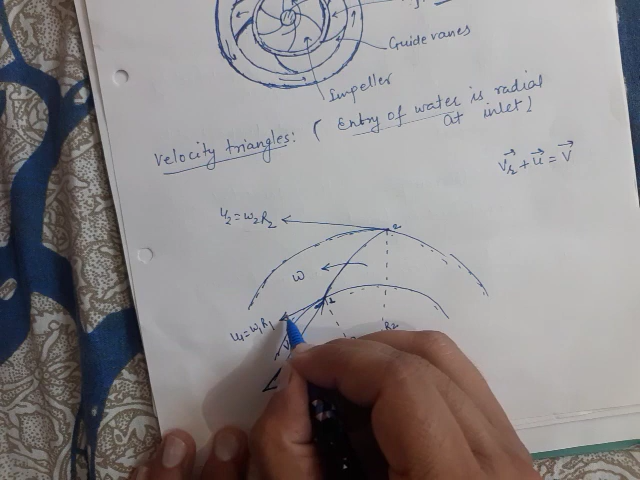 Guide vanes
Impeller
Velocity triangles: ( Entry of water is radial
at inlet)
V⃗r + u⃗ = V⃗
u2 = ω2R2
2
ω
1
u1 = ω1R1
R2
V